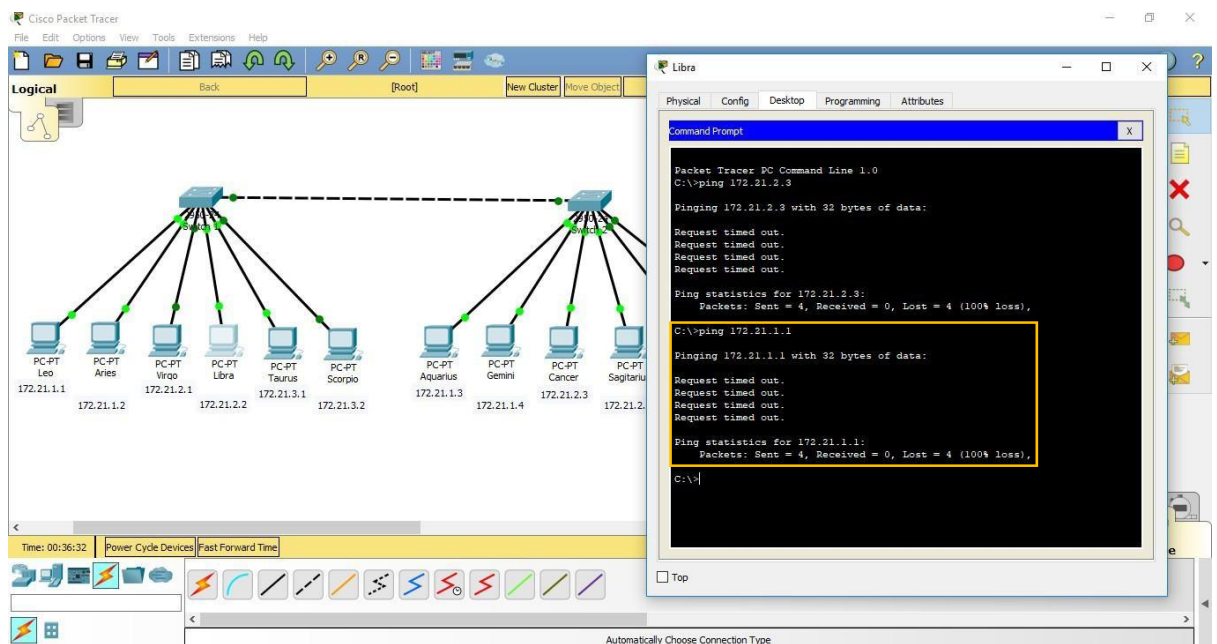 Cisco Packet Tracer
File Edit Options View Tools Extensions Help
Logical
Back
[Root]
New Cluster
Move Object
PC-PT
Leo
172.21.1.1
PC-PT
Aries
172.21.1.2
PC-PT
Virgo
172.21.2.1
PC-PT
Libra
172.21.2.2
PC-PT
Taurus
172.21.3.1
PC-PT
Scorpio
172.21.3.2
PC-PT
Aquarius
172.21.1.3
PC-PT
Gemini
172.21.1.4
PC-PT
Cancer
172.21.2.3
PC-PT
Sagitariu
172.21.2.
Libra
Physical Config Desktop Programming Attributes
Command Prompt
X
Packet Tracer PC Command Line 1.0
C:\>ping 172.21.2.3
Pinging 172.21.2.3 with 32 bytes of data:
Request timed out.
Request timed out.
Request timed out.
Request timed out.
Ping statistics for 172.21.2.3:
Packets: Sent = 4, Received = 0, Lost = 4 (100% loss),
C:\>ping 172.21.1.1
Pinging 172.21.1.1 with 32 bytes of data:
Request timed out.
Request timed out.
Request timed out.
Request timed out.
Ping statistics for 172.21.1.1:
Packets: Sent = 4, Received = 0, Lost = 4 (100% loss),
C:\>
Top
Time: 00:36:32
Power Cycle Devices
Fast Forward Time
Automatically Choose Connection Type